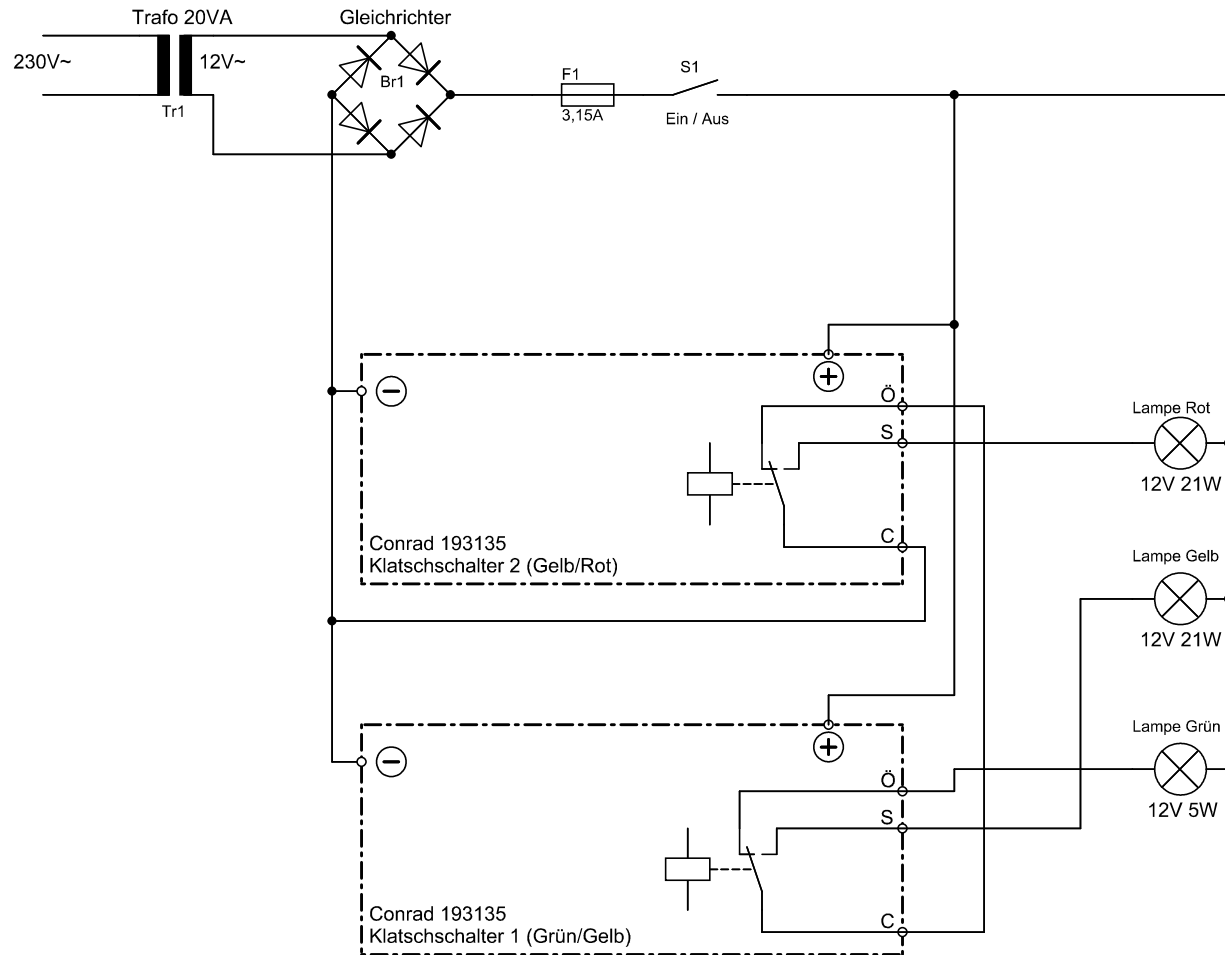 Trafo 20VA
Gleichrichter
230V~
12V~
Br1
Tr1
F1
3,15A
S1
Ein / Aus
+
−
Ö
S
C
Conrad 193135
Klatschschalter 2 (Gelb/Rot)
Lampe Rot
12V 21W
Lampe Gelb
12V 21W
+
−
Ö
S
C
Conrad 193135
Klatschschalter 1 (Grün/Gelb)
Lampe Grün
12V 5W